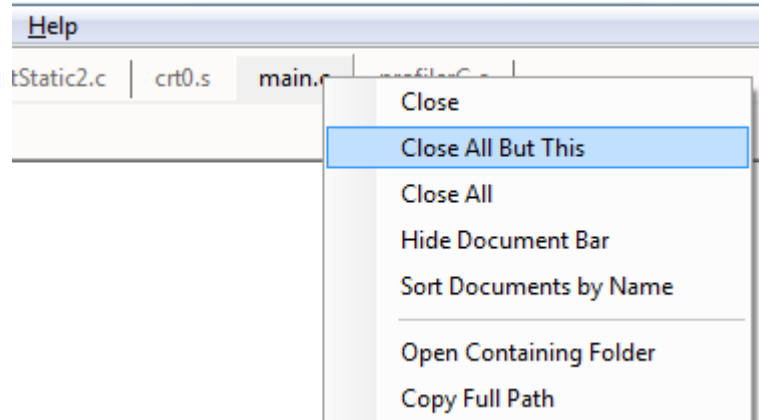 Help
tStatic2.c crt0.s main.c
Close
Close All But This
Close All
Hide Document Bar
Sort Documents by Name
Open Containing Folder
Copy Full Path